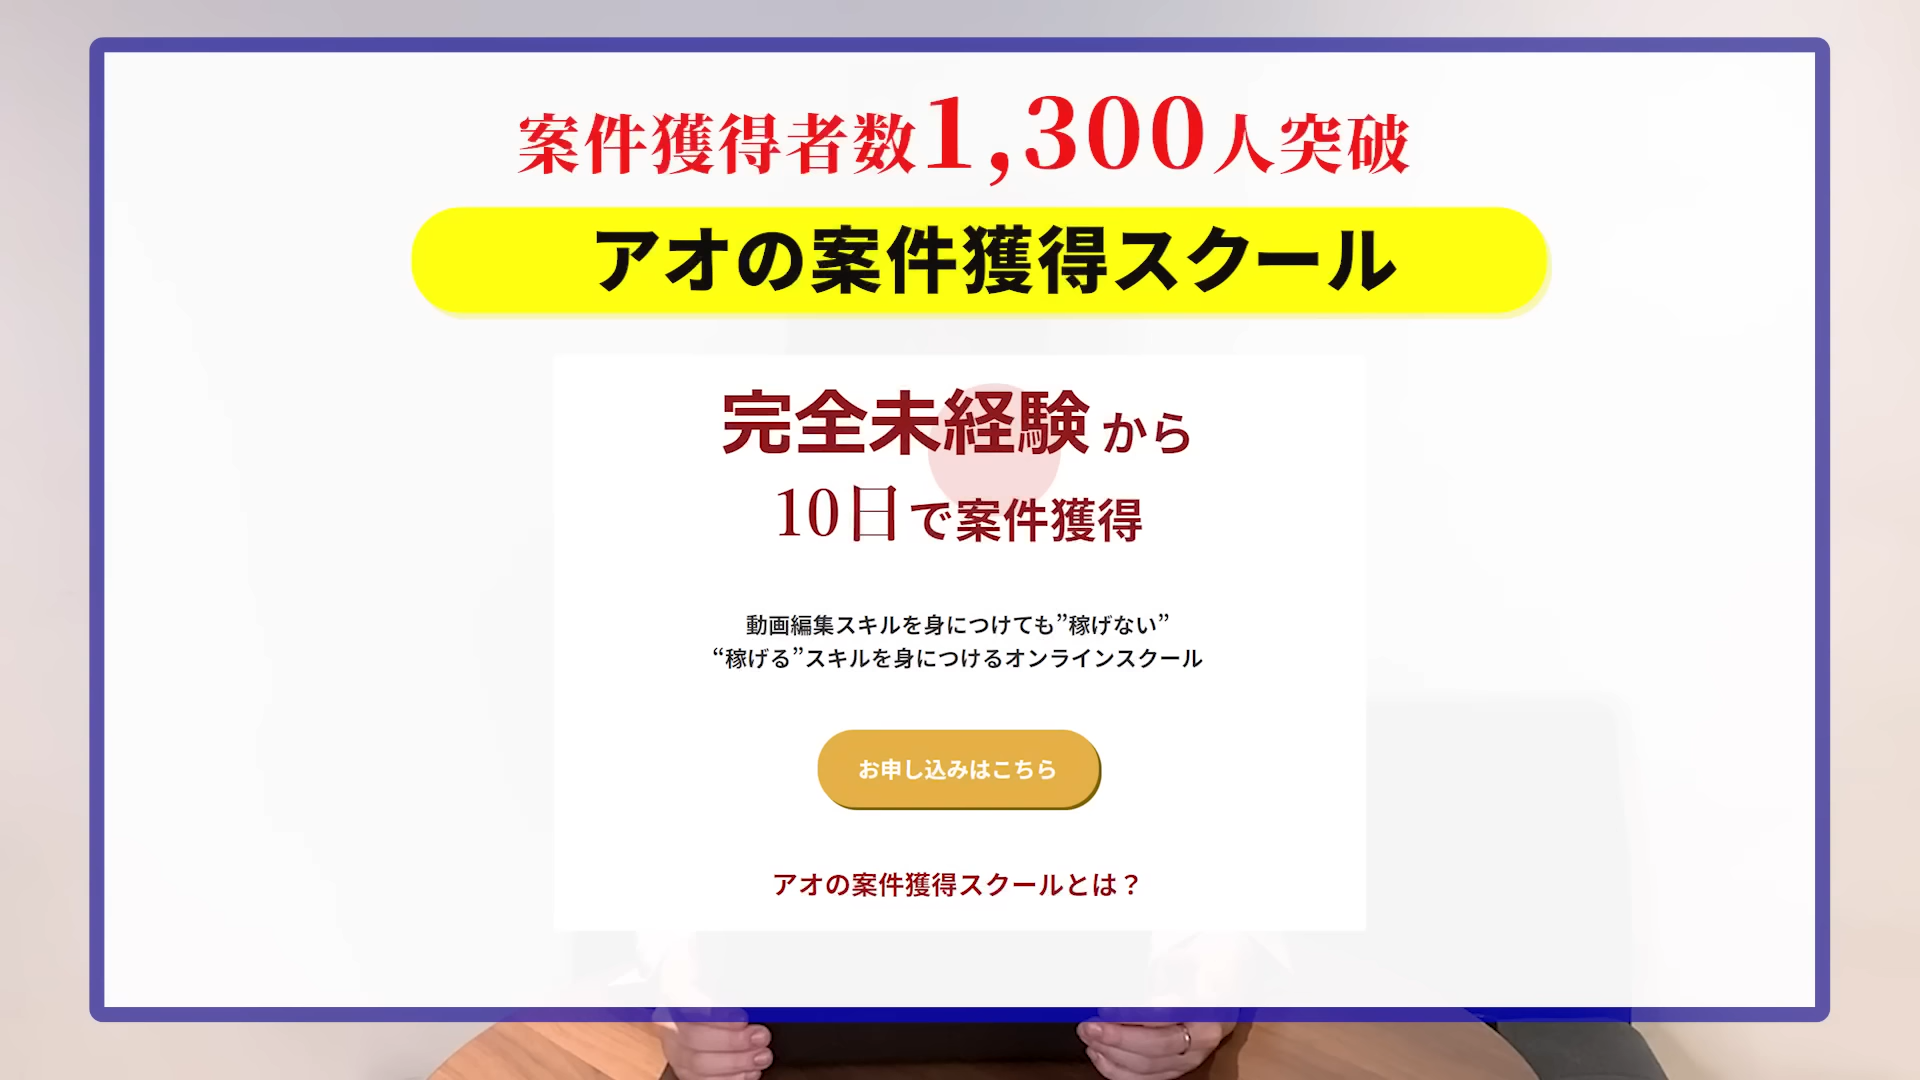 案件獲得者数1,300人突破
アオの案件獲得スクール
完全未経験から
10日で案件獲得
動画編集スキルを身につけても”稼げない”
“稼げる”スキルを身につけるオンラインスクール
お申し込みはこちら
アオの案件獲得スクールとは？